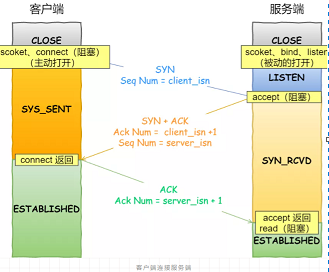 客户端
服务端
CLOSE
CLOSE
scoket、connect（阻塞）
（主动打开）
scoket、bind、listen
（被动的打开）
SYN
Seq Num = client_isn
LISTEN
accept（阻塞）
SYS_SENT
SYN + ACK
Ack Num = client_isn +1
Seq Num = server_isn
SYN_RCVD
connect 返回
ACK
Ack Num = server_isn + 1
ESTABLISHED
accept 返回
read（阻塞）
ESTABLISHED
客户端连接服务端